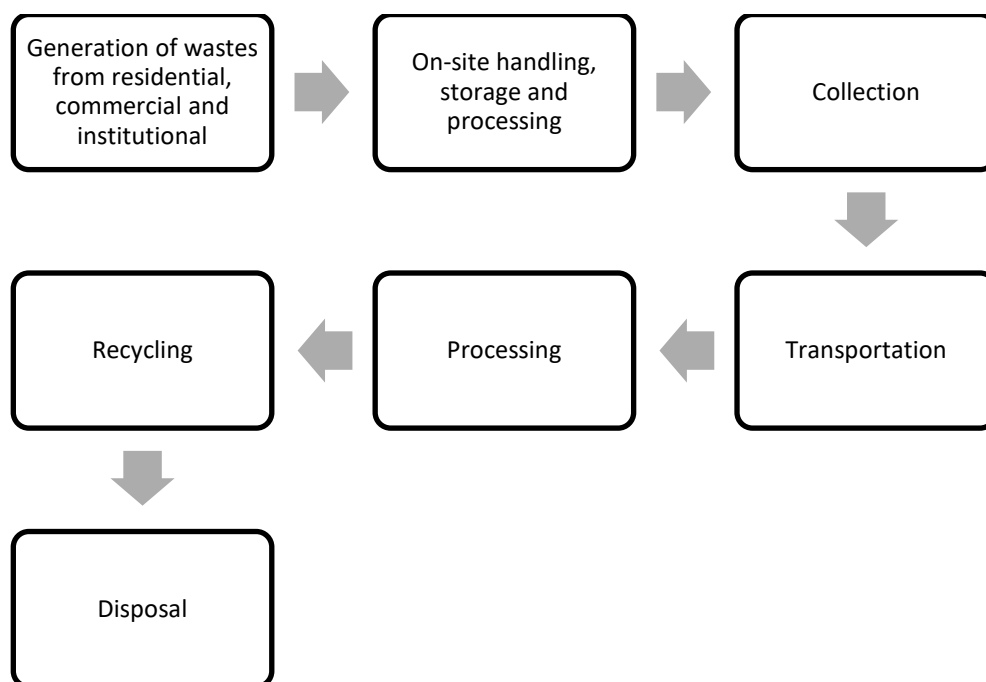 Generation of wastes
from residential,
commercial and
institutional
On-site handling,
storage and
processing
Collection
Transportation
Processing
Recycling
Disposal